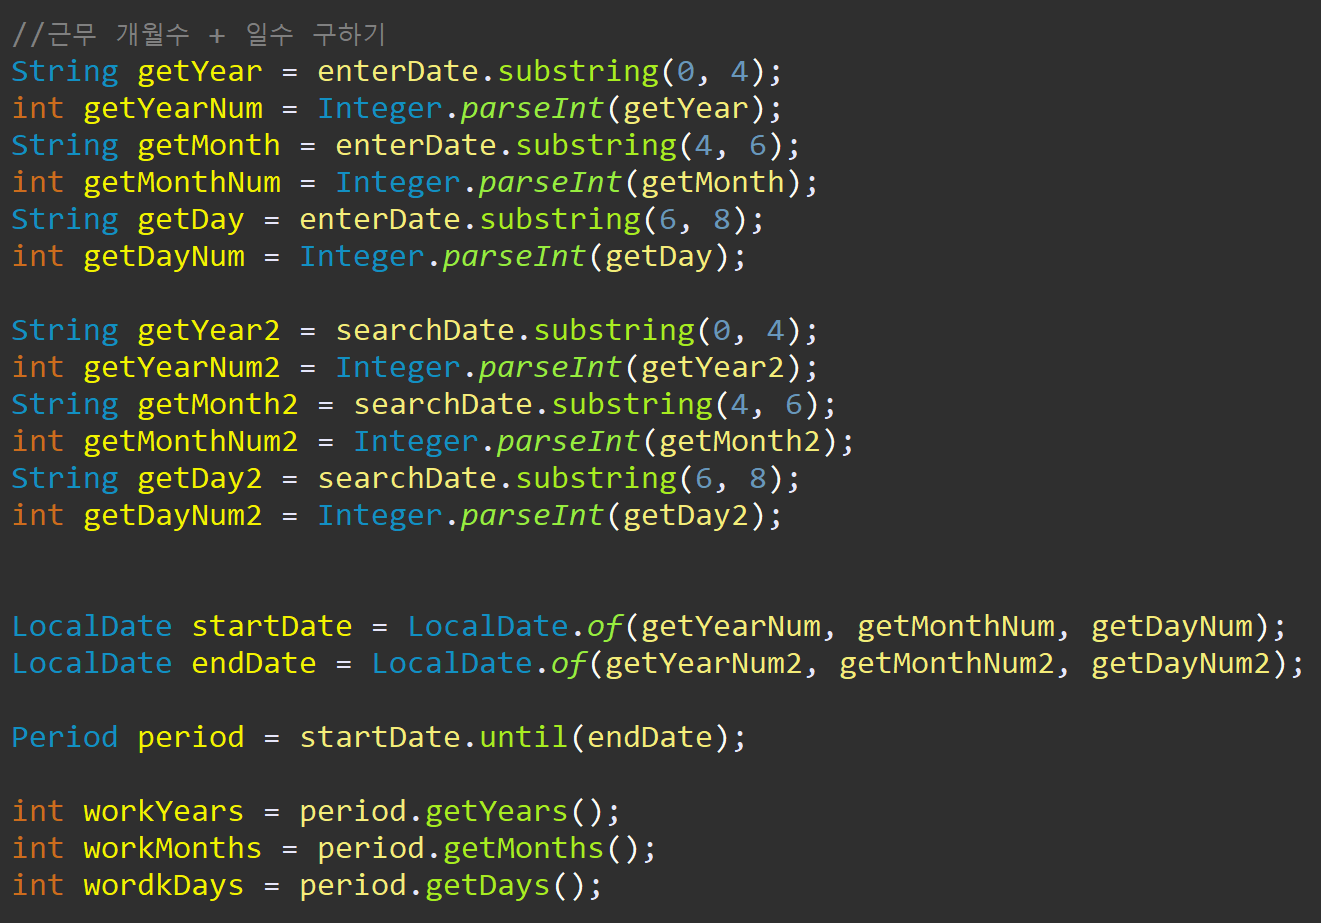 //근무 개월수 + 일수 구하기
String getYear = enterDate.substring(0, 4);
int getYearNum = Integer.parseInt(getYear);
String getMonth = enterDate.substring(4, 6);
int getMonthNum = Integer.parseInt(getMonth);
String getDay = enterDate.substring(6, 8);
int getDayNum = Integer.parseInt(getDay);
String getYear2 = searchDate.substring(0, 4);
int getYearNum2 = Integer.parseInt(getYear2);
String getMonth2 = searchDate.substring(4, 6);
int getMonthNum2 = Integer.parseInt(getMonth2);
String getDay2 = searchDate.substring(6, 8);
int getDayNum2 = Integer.parseInt(getDay2);
LocalDate startDate = LocalDate.of(getYearNum, getMonthNum, getDayNum);
LocalDate endDate = LocalDate.of(getYearNum2, getMonthNum2, getDayNum2);
Period period = startDate.until(endDate);
int workYears = period.getYears();
int workMonths = period.getMonths();
int wordkDays = period.getDays();